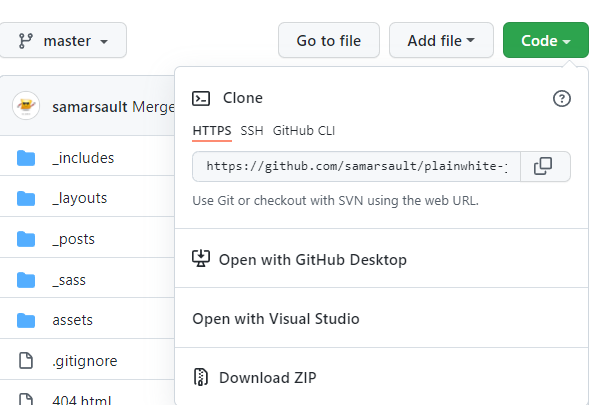 master
Go to file
Add file
Code
samarsault Merge
_includes
_layouts
_posts
_sass
assets
.gitignore
404.html
Clone
HTTPS SSH GitHub CLI
https://github.com/samarsault/plainwhite-j
Use Git or checkout with SVN using the web URL.
Open with GitHub Desktop
Open with Visual Studio
Download ZIP